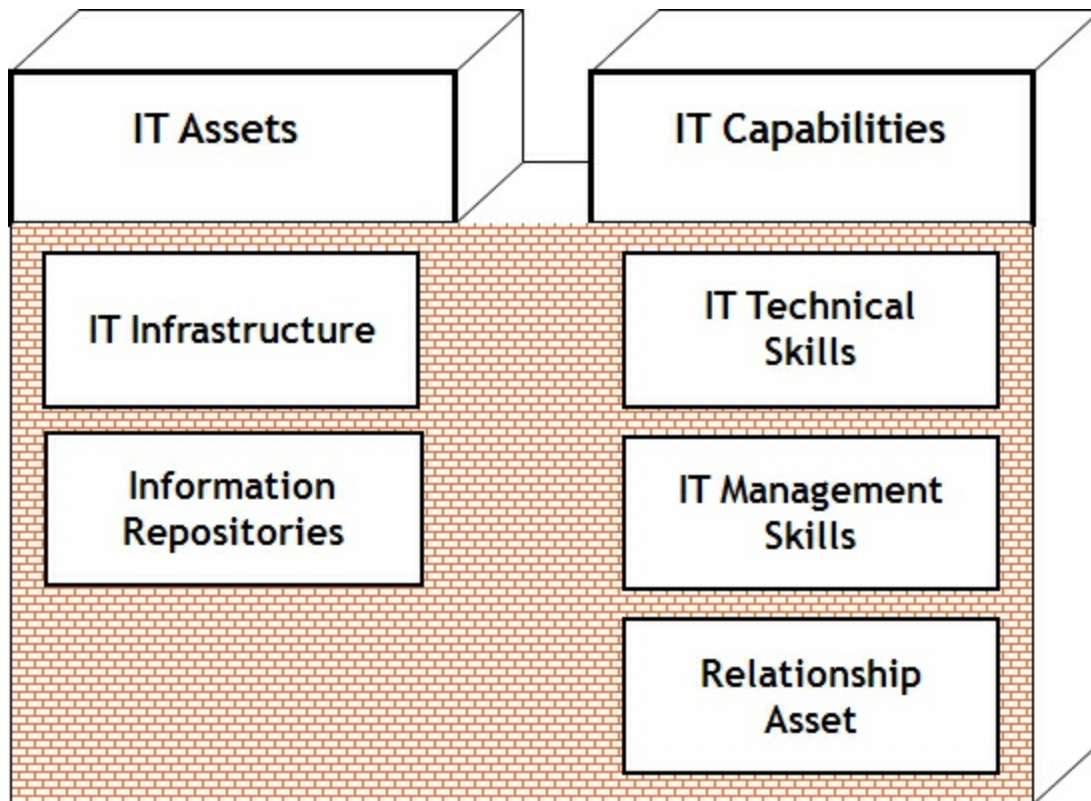 IT Assets
IT Capabilities
IT Infrastructure
Information
Repositories
IT Technical
Skills
IT Management
Skills
Relationship
Asset